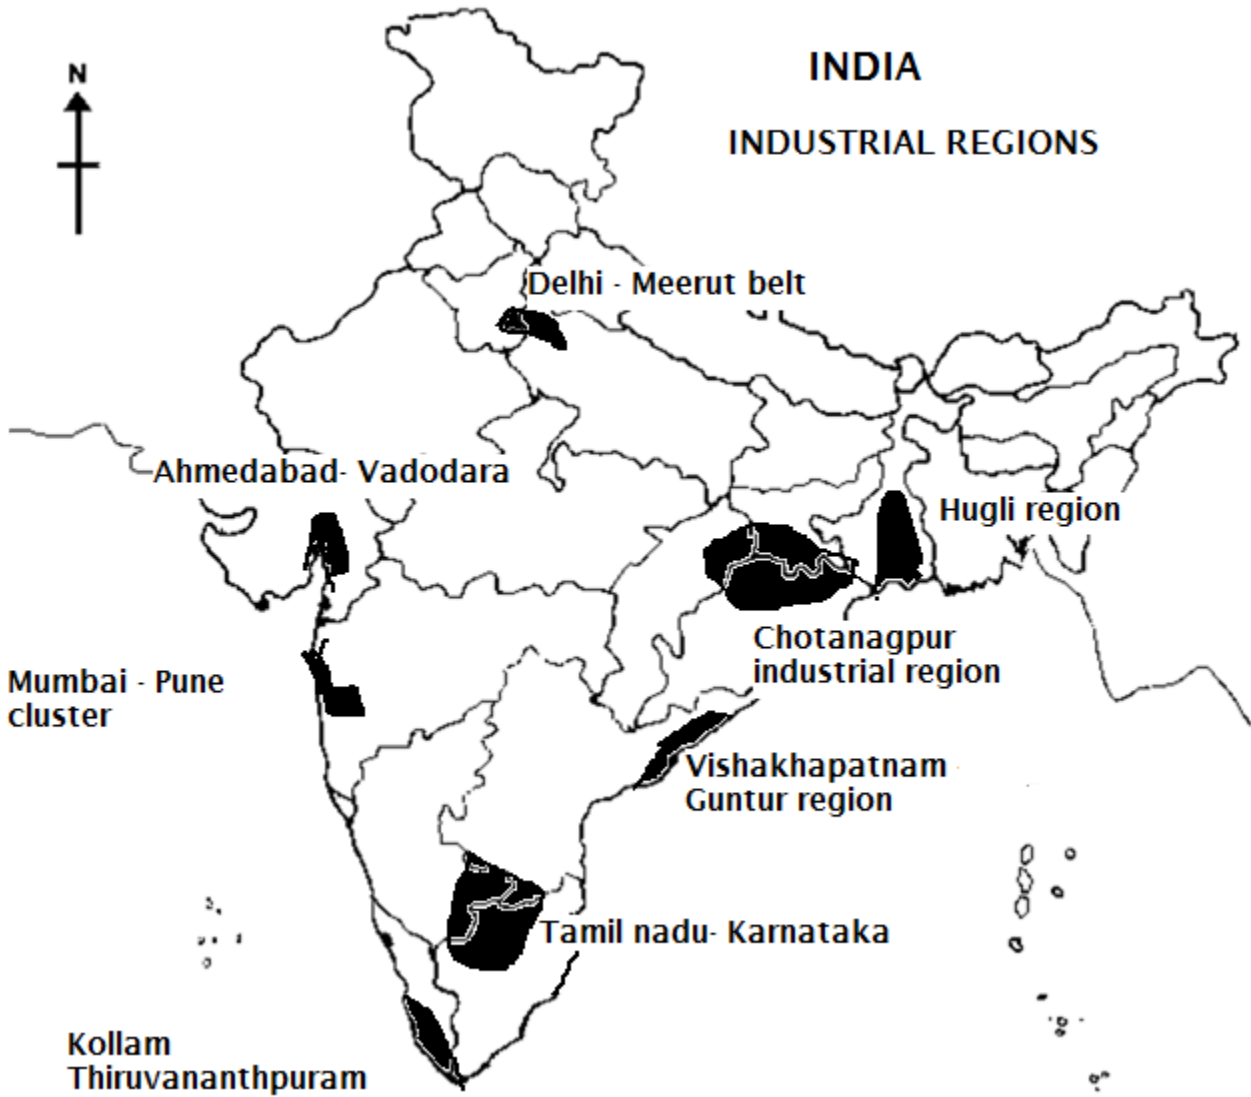 N
INDIA
INDUSTRIAL REGIONS
Delhi - Meerut belt
Ahmedabad- Vadodara
Hugli region
Chotanagpur
industrial region
Mumbai - Pune
cluster
Vishakhapatnam
Guntur region
Tamil nadu- Karnataka
Kollam
Thiruvananthpuram